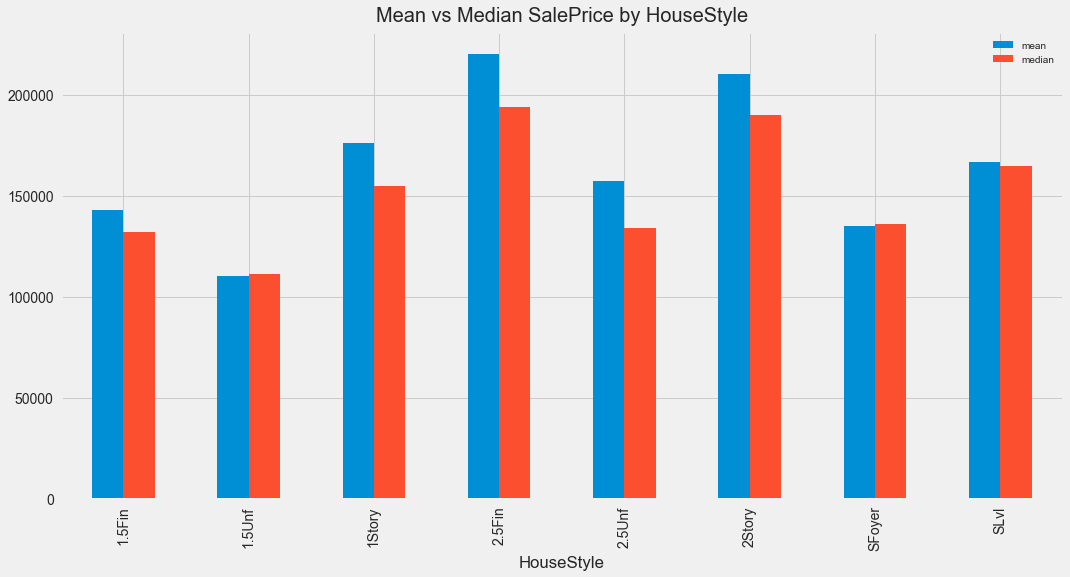 Mean vs Median SalePrice by HouseStyle
mean
median
200000
150000
100000
50000
0
1.5Fin
1.5Unf
1Story
2.5Fin
2.5Unf
2Story
SFoyer
SLvl
HouseStyle